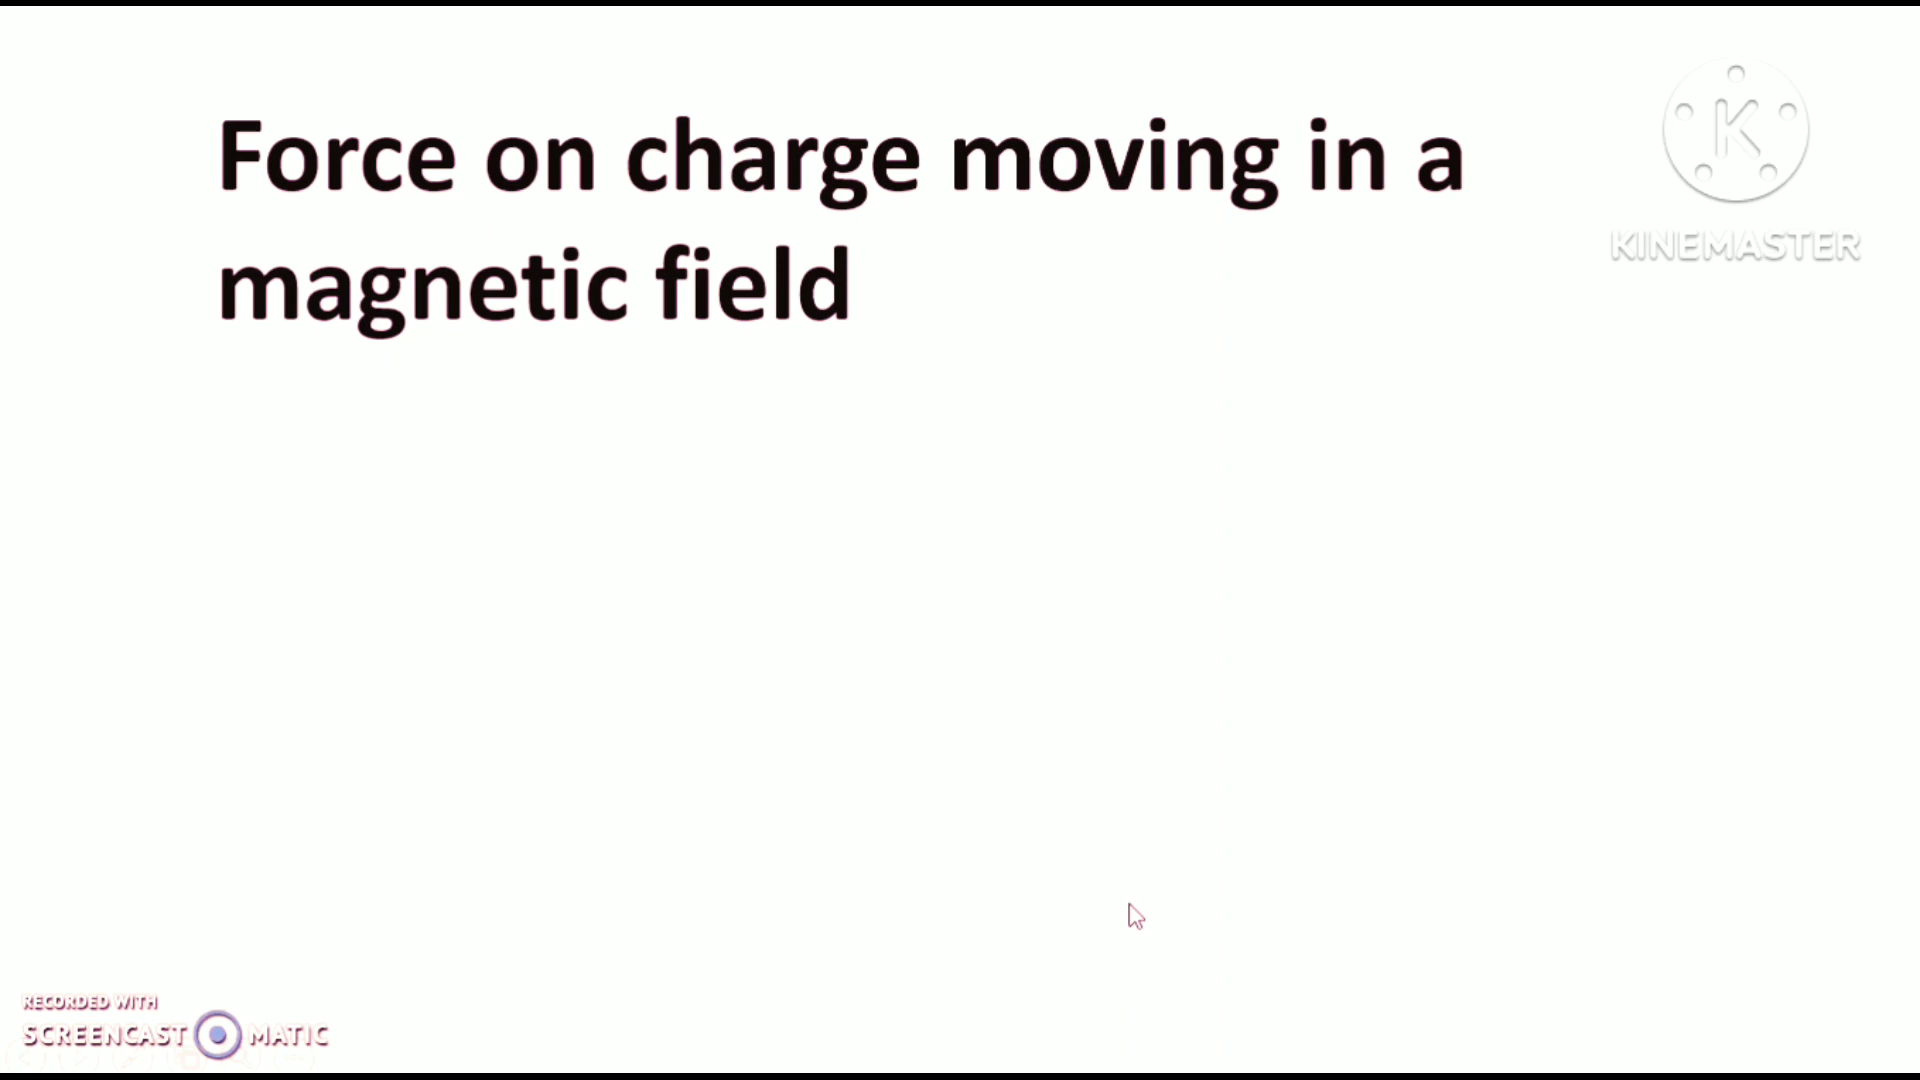 Force on charge moving in a
magnetic field
KINEMASTER
RECORDED WITH
SCREENCAST MATIC